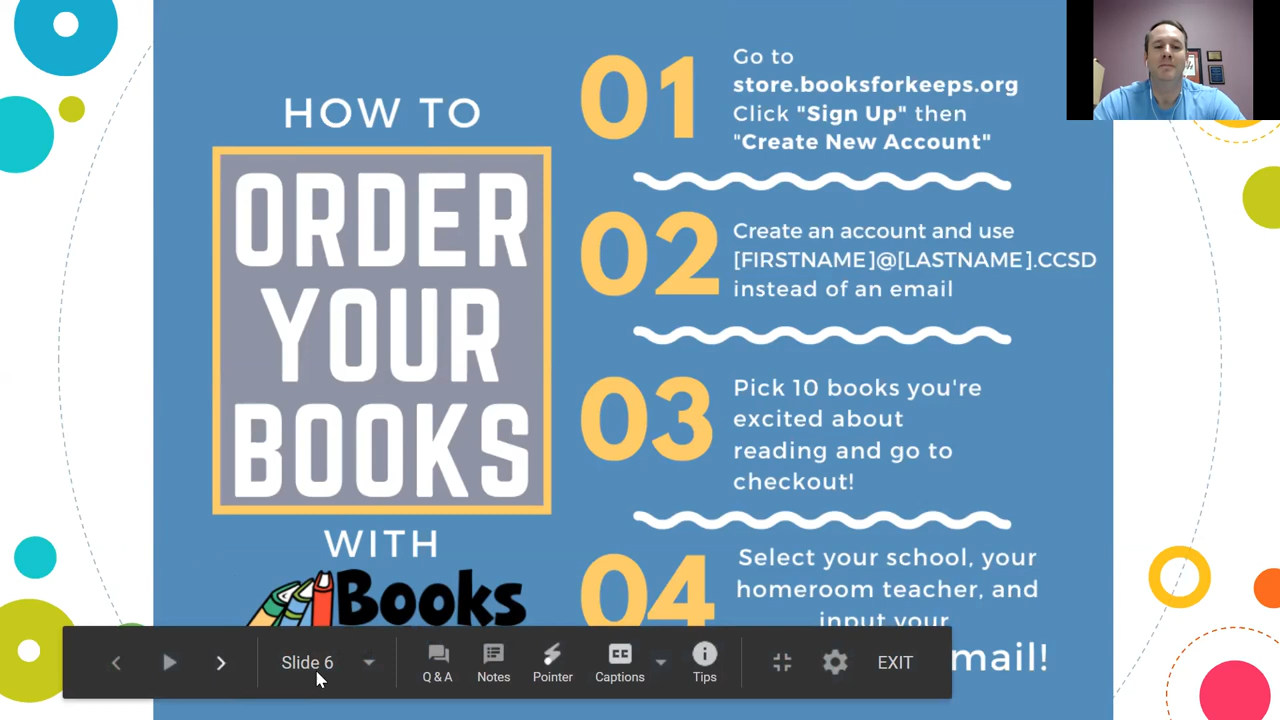 HOW TO
ORDER
YOUR
BOOKS
WITH
Books
01
Go to
store.booksforkeeps.org
Click "Sign Up" then
"Create New Account"
02
Create an account and use
[FIRSTNAME]@[LASTNAME].CCSD
instead of an email
03
Pick 10 books you're
excited about
reading and go to
checkout!
04
Select your school, your
homeroom teacher, and
input your
mail!
Slide 6
Q & A
Notes
Pointer
Captions
Tips
EXIT